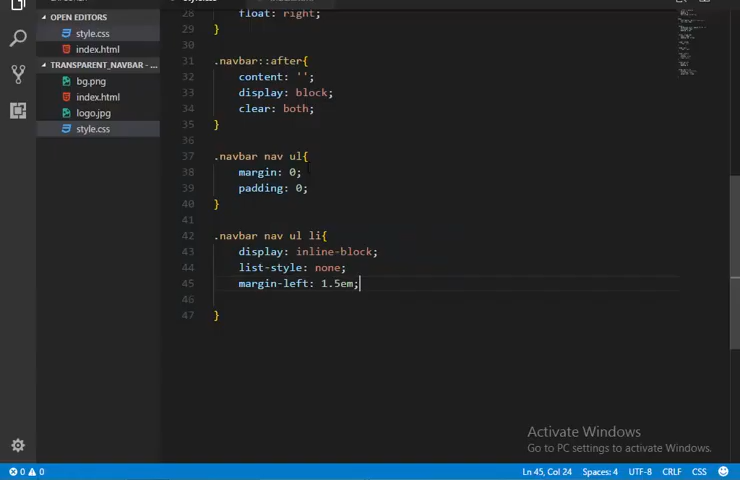 OPEN EDITORS
style.css
index.html
TRANSPARENT_NAVBAR - ...
bg.png
index.html
logo.jpg
style.css
28 float: right;
29 }
30
31 .navbar::after{
32 content: '';
33 display: block;
34 clear: both;
35 }
36
37 .navbar nav ul{
38 margin: 0;
39 padding: 0;
40 }
41
42 .navbar nav ul li{
43 display: inline-block;
44 list-style: none;
45 margin-left: 1.5em;
46
47 }
Activate Windows
Go to PC settings to activate Windows.
0 0 Ln 45, Col 24 Spaces: 4 UTF-8 CRLF CSS